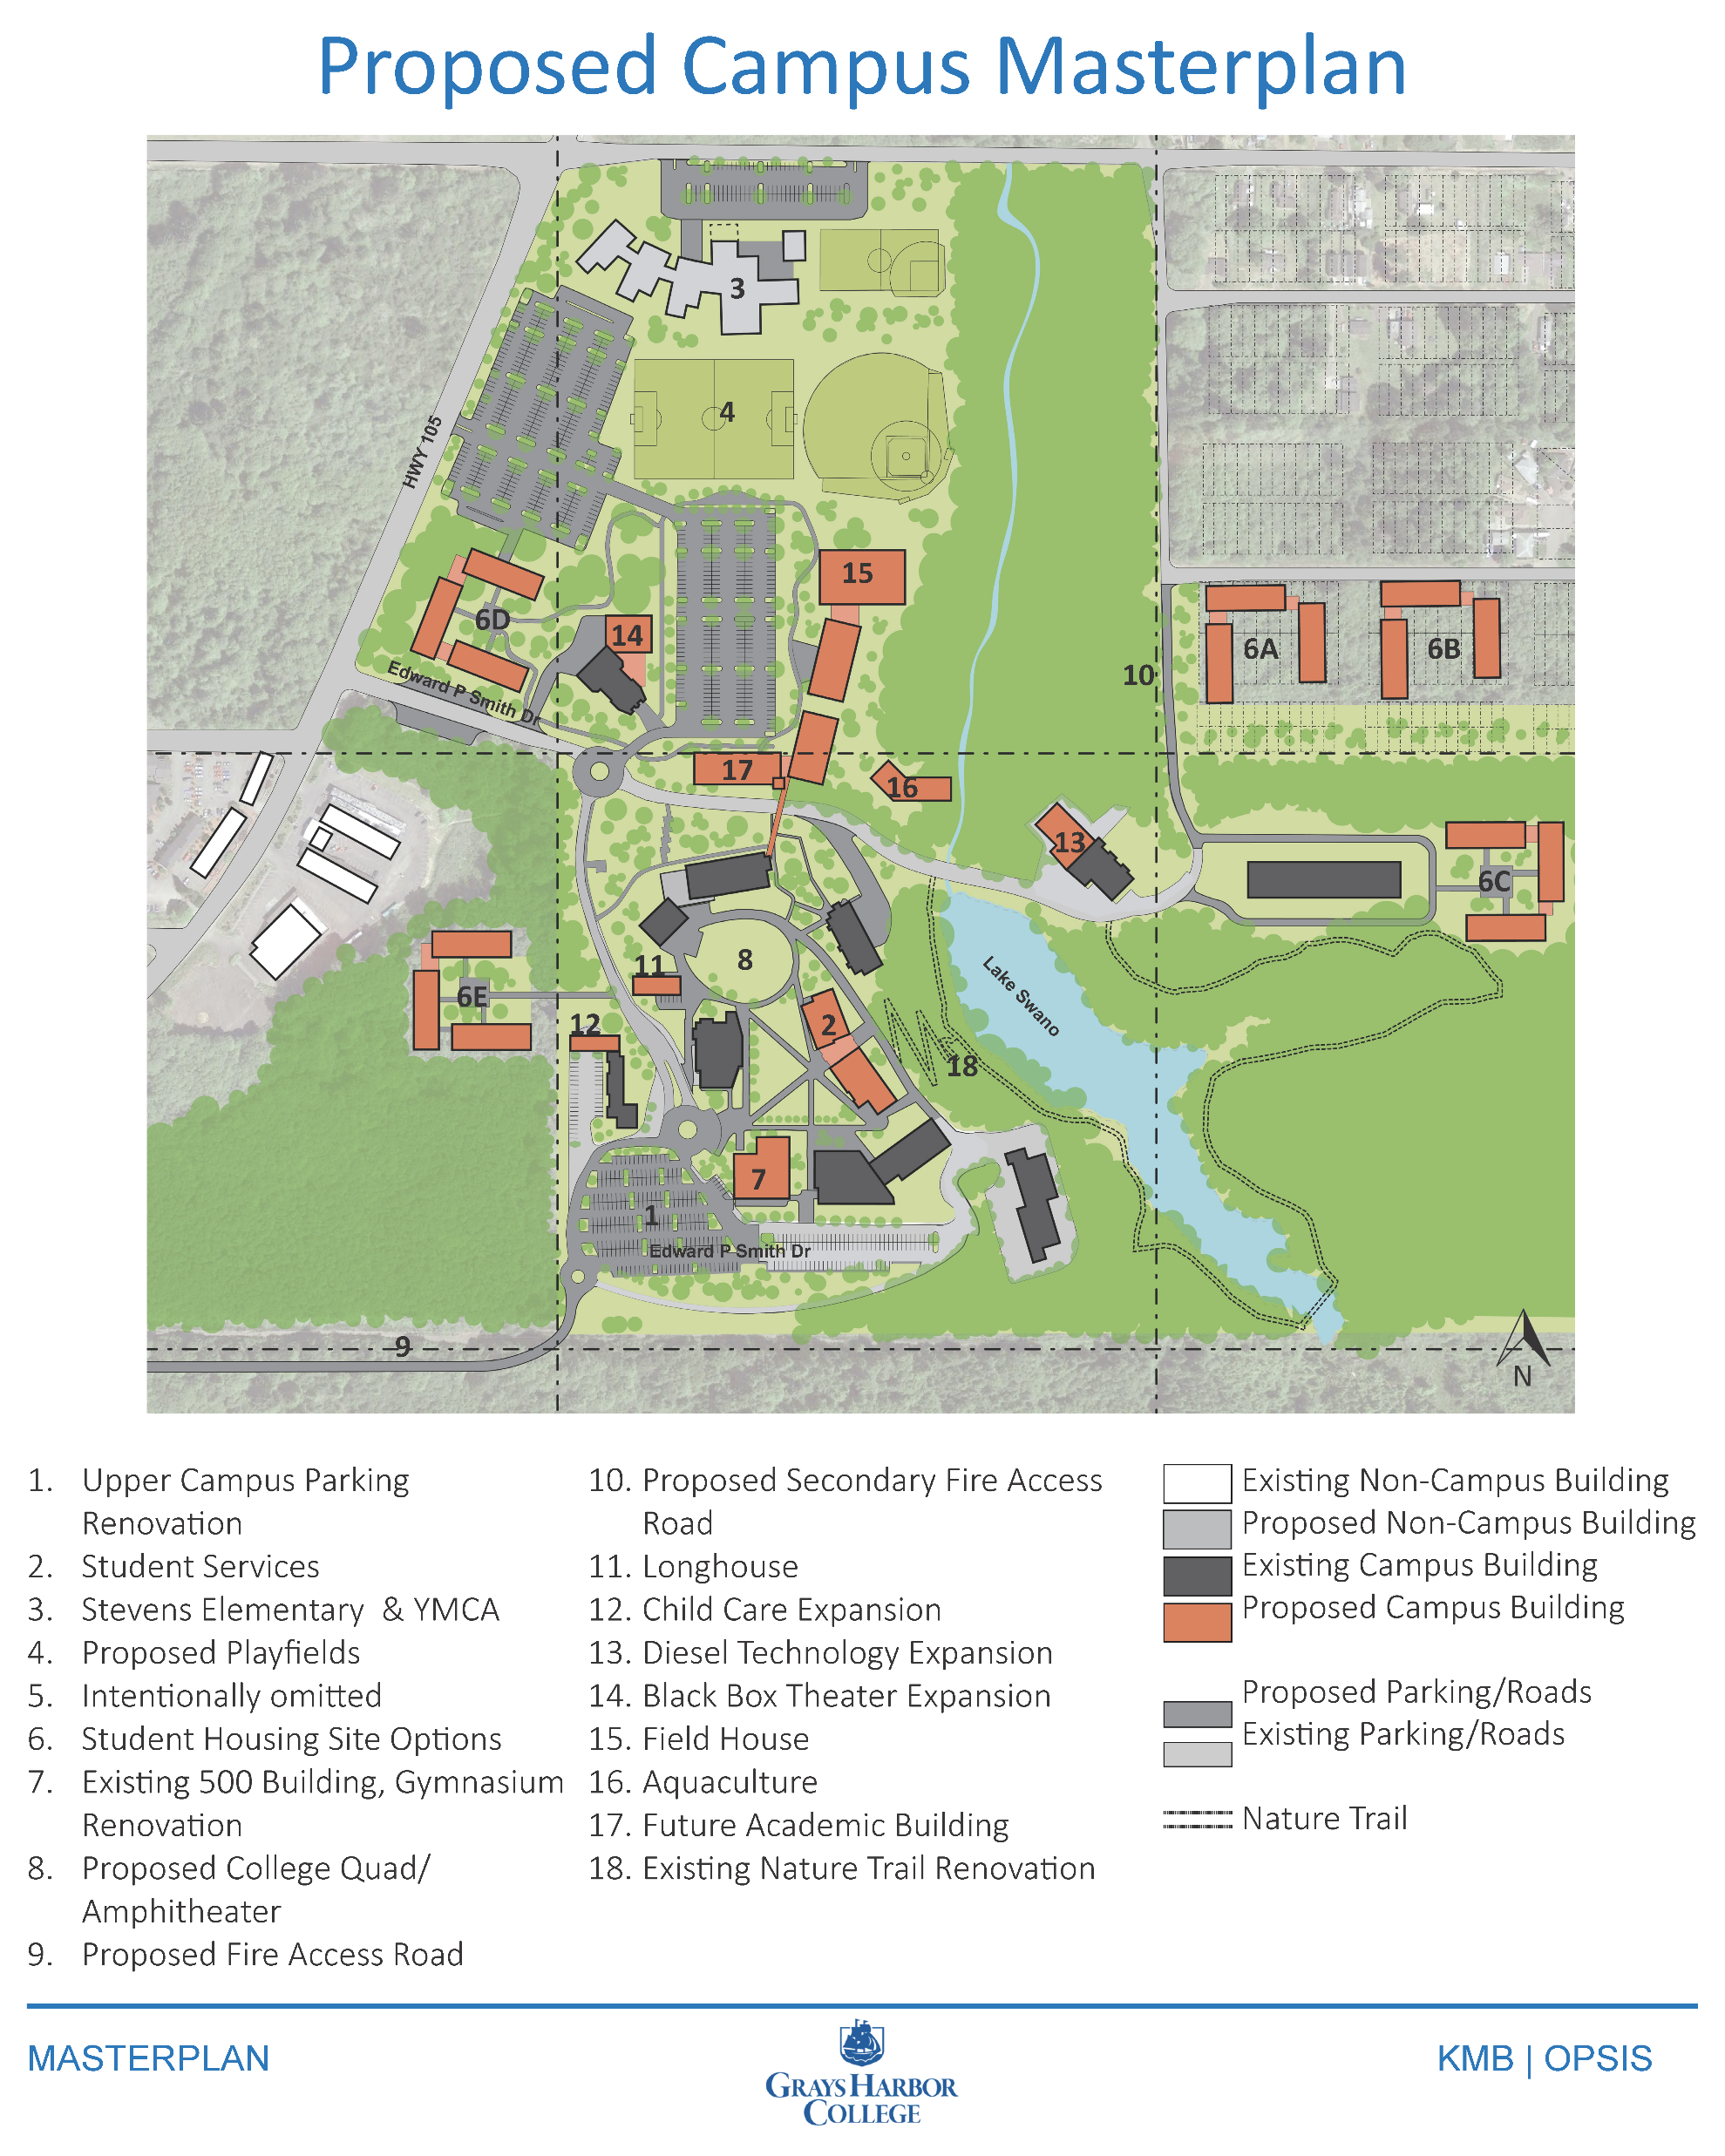 Proposed Campus Masterplan
3
HWY 105
4
15
6D
14
Edward P Smith Dr
10
6A
6B
17
16
13
6C
8
11
6E
12
2
Lake Swano
18
7
1
Edward P Smith Dr
9
N
1. Upper Campus Parking
Renovation
2. Student Services
3. Stevens Elementary & YMCA
4. Proposed Playfields
5. Intentionally omitted
6. Student Housing Site Options
7. Existing 500 Building, Gymnasium
Renovation
8. Proposed College Quad/
Amphitheater
9. Proposed Fire Access Road
10. Proposed Secondary Fire Access
Road
11. Longhouse
12. Child Care Expansion
13. Diesel Technology Expansion
14. Black Box Theater Expansion
15. Field House
16. Aquaculture
17. Future Academic Building
18. Existing Nature Trail Renovation
Existing Non-Campus Building
Proposed Non-Campus Building
Existing Campus Building
Proposed Campus Building
Proposed Parking/Roads
Existing Parking/Roads
Nature Trail
MASTERPLAN
GRAYS HARBOR
COLLEGE
KMB | OPSIS